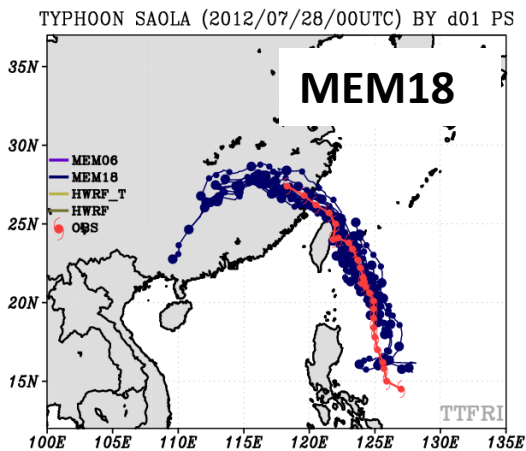 TYPHOON SAOLA (2012/07/28/00UTC) BY d01 PS
MEM18
35N
30N
25N
20N
15N
MEM06
MEM18
HWRF_T
HWRF
OBS
TTFRI
100E 105E 110E 115E 120E 125E 130E 135E